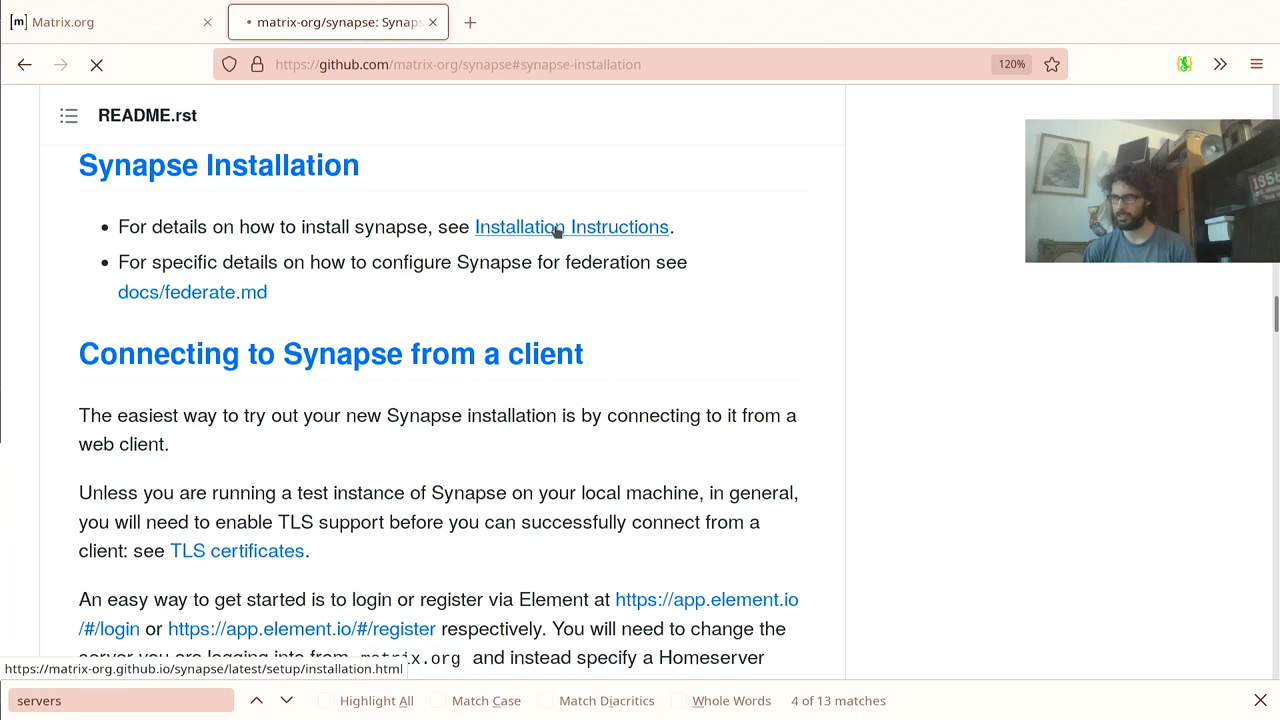 [m] Matrix.org
matrix-org/synapse: Synaps
https://github.com/matrix-org/synapse#synapse-installation
120%
README.rst
Synapse Installation
For details on how to install synapse, see Installation Instructions.
For specific details on how to configure Synapse for federation see
docs/federate.md
Connecting to Synapse from a client
The easiest way to try out your new Synapse installation is by connecting to it from a
web client.
Unless you are running a test instance of Synapse on your local machine, in general,
you will need to enable TLS support before you can successfully connect from a
client: see TLS certificates.
An easy way to get started is to login or register via Element at https://app.element.io
/#/login or https://app.element.io/#/register respectively. You will need to change the
server you are logging into from matrix.org and instead specify a Homeserver
https://matrix-org.github.io/synapse/latest/setup/installation.html
servers
Highlight All
Match Case
Match Diacritics
Whole Words
4 of 13 matches